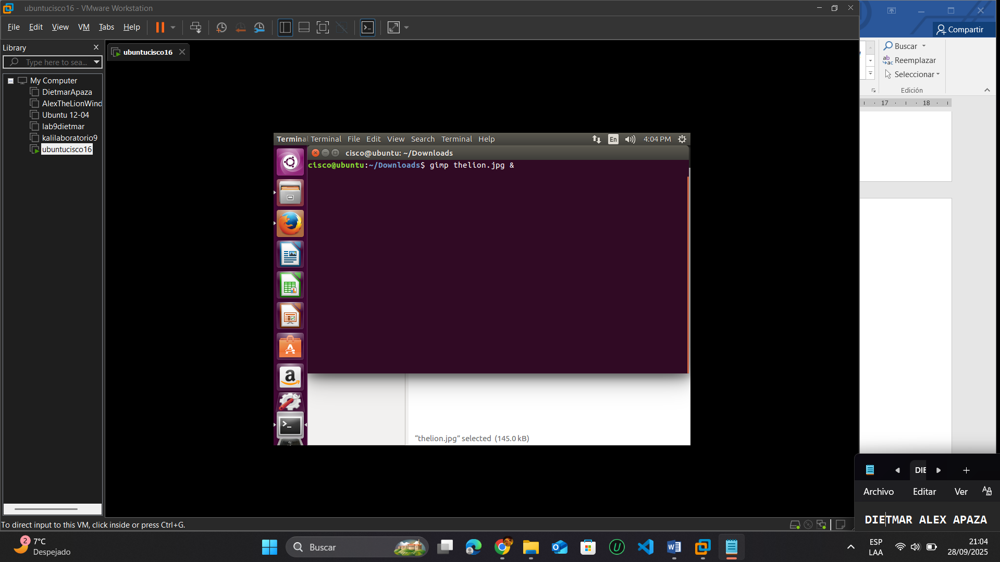 ubuntucisco16 - VMware Workstation
File Edit View VM Tabs Help
Compartir
Library
ubuntucisco16
Type here to sea...
My Computer
DietmarApaza
AlexTheLionWind
Ubuntu 12-04
lab9dietmar
kalilaboratorio9
ubuntucisco16
Buscar
Reemplazar
Seleccionar
Edición
17 18
Terminal Terminal File Edit View Search Terminal Help En 4:04 PM
cisco@ubuntu: ~/Downloads
cisco@ubuntu:~/Downloads$ gimp thelion.jpg &
“thelion.jpg” selected (145.0 kB)
DIE
Archivo Editar Ver
DIETMAR ALEX APAZA
To direct input to this VM, click inside or press Ctrl+G.
2
7°C
Despejado
Buscar
ESP
LAA
21:04
28/09/2025